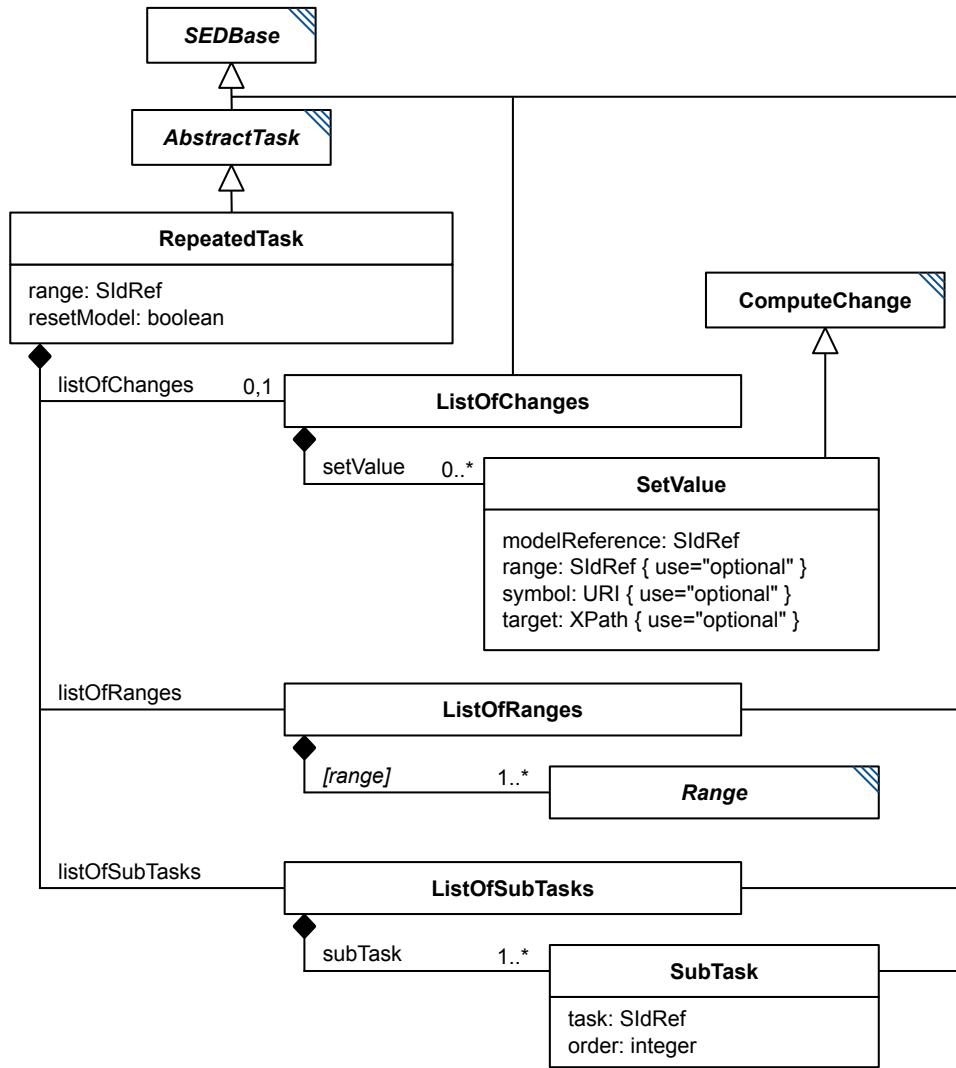 SEDBase
AbstractTask
RepeatedTask
range: SIdRef
resetModel: boolean
ComputeChange
listOfChanges 0,1
ListOfChanges
setValue 0..*
SetValue
modelReference: SIdRef
range: SIdRef { use="optional" }
symbol: URI { use="optional" }
target: XPath { use="optional" }
listOfRanges
ListOfRanges
[range] 1..*
Range
listOfSubTasks
ListOfSubTasks
subTask 1..*
SubTask
task: SIdRef
order: integer